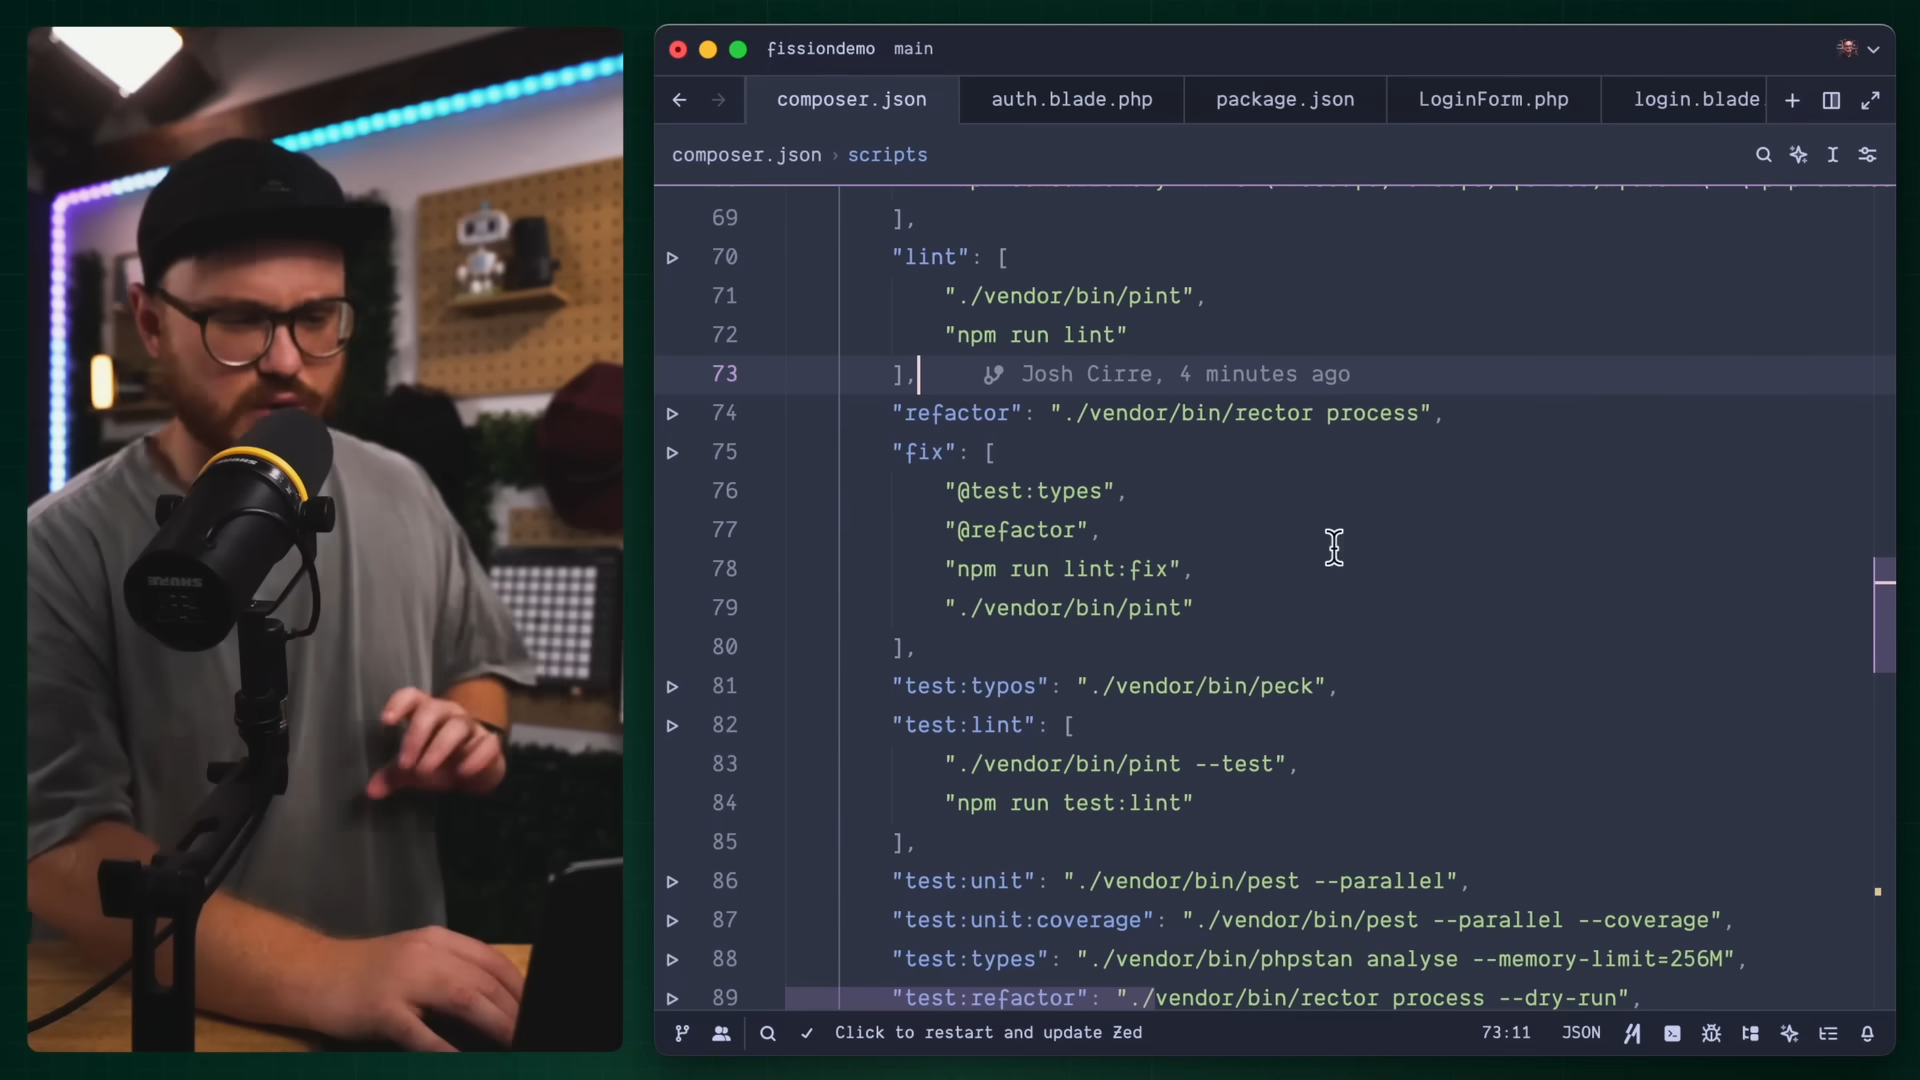 fissiondemo main
composer.json auth.blade.php package.json LoginForm.php login.blade
composer.json › scripts
69 ],
70 "lint": [
71 "./vendor/bin/pint",
72 "npm run lint"
73 ], Josh Cirre, 4 minutes ago
74 "refactor": "./vendor/bin/rector process",
75 "fix": [
76 "@test:types",
77 "@refactor",
78 "npm run lint:fix",
79 "./vendor/bin/pint"
80 ],
81 "test:typos": "./vendor/bin/peck",
82 "test:lint": [
83 "./vendor/bin/pint --test",
84 "npm run test:lint"
85 ],
86 "test:unit": "./vendor/bin/pest --parallel",
87 "test:unit:coverage": "./vendor/bin/pest --parallel --coverage",
88 "test:types": "./vendor/bin/phpstan analyse --memory-limit=256M",
89 "test:refactor": "./vendor/bin/rector process --dry-run",
Click to restart and update Zed 73:11 JSON
SHURE